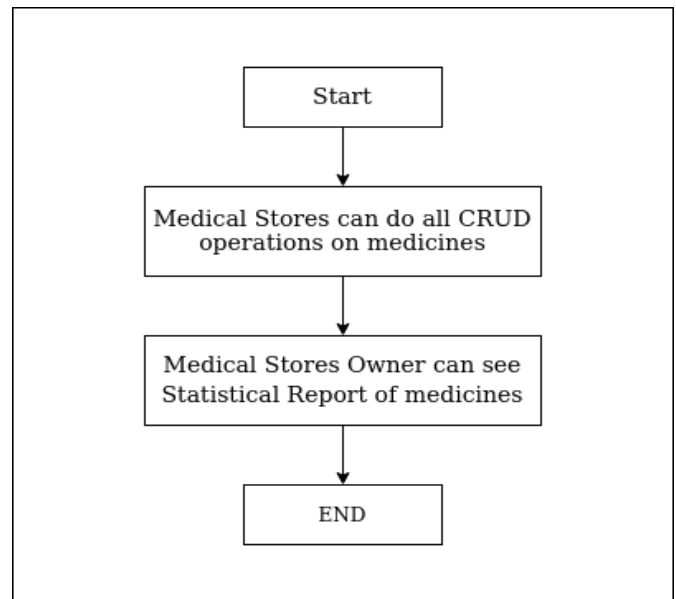 Start
Medical Stores can do all CRUD
operations on medicines
Medical Stores Owner can see
Statistical Report of medicines
END